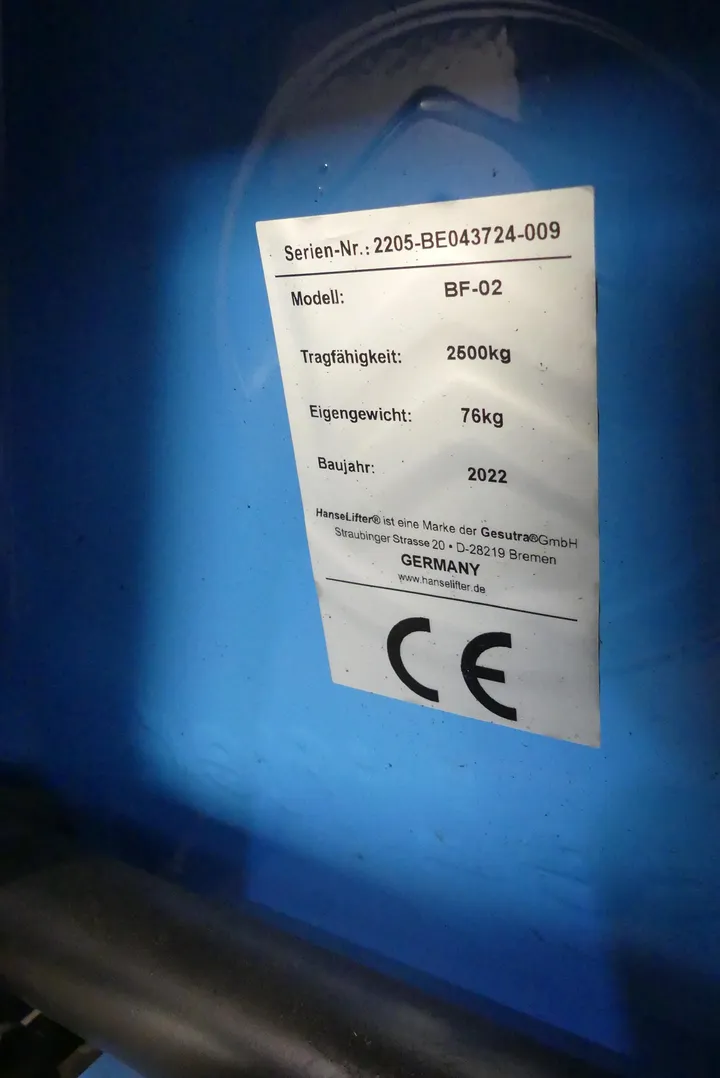 Serien-Nr.: 2205-BE043724-009
Modell: BF-02
Tragfähigkeit: 2500kg
Eigengewicht: 76kg
Baujahr: 2022
HanseLifter® ist eine Marke der Gesutra®GmbH
Straubinger Strasse 20 • D-28219 Bremen
GERMANY
www.hanselifter.de
CE